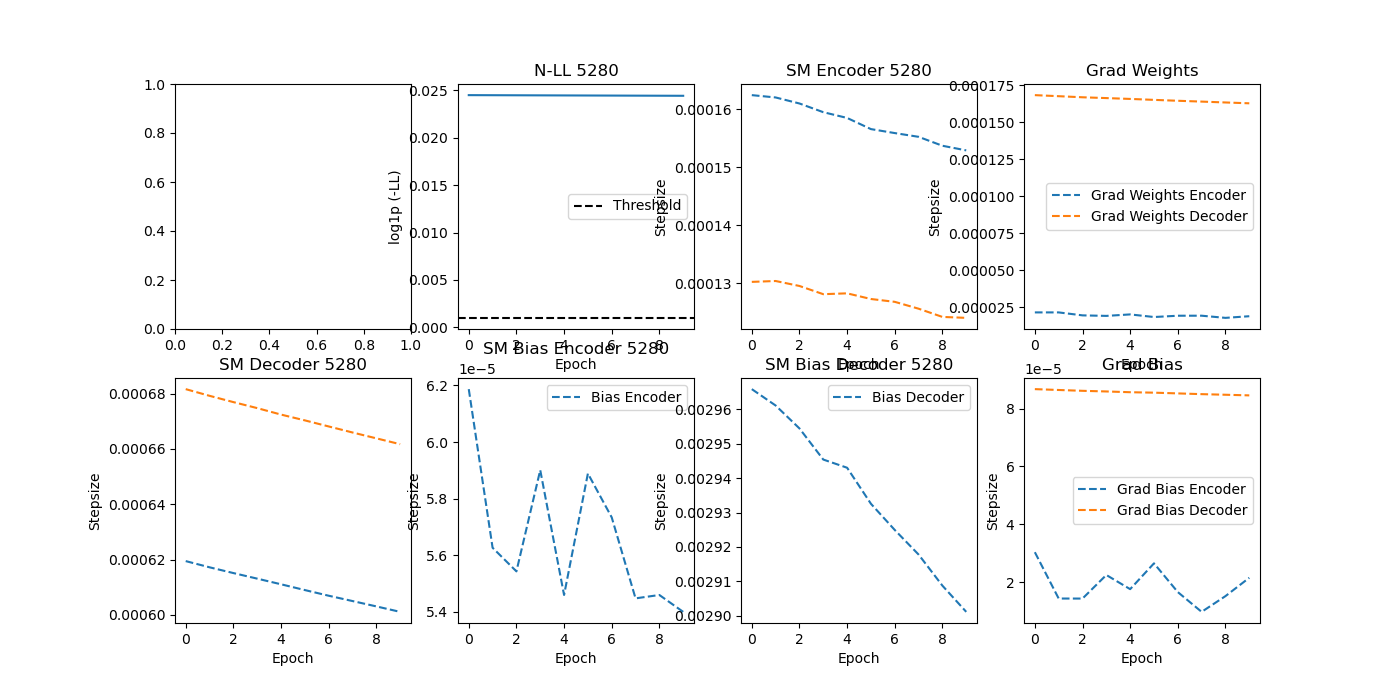 N-LL 5280
SM Encoder 5280
Grad Weights
1.0
0.8
0.6
0.4
0.2
0.0
0.0 0.2 0.4 0.6 0.8 1.0
log1p (-LL)
0.025
0.020
0.015
0.010
0.005
0.000
Threshold
0 2 4 6 8
Epoch
Stepsize
0.00016
0.00015
0.00014
0.00013
0 2 4 6 8
Epoch
Stepsize
0.000175
0.000150
0.000125
0.000100
0.000075
0.000050
0.000025
Grad Weights Encoder
Grad Weights Decoder
0 2 4 6 8
Epoch
SM Decoder 5280
SM Bias Encoder 5280
SM Bias Decoder 5280
Grad Bias
Stepsize
0.00068
0.00066
0.00064
0.00062
0.00060
0 2 4 6 8
Epoch
1e−5
Stepsize
6.2
6.0
5.8
5.6
5.4
Bias Encoder
0 2 4 6 8
Epoch
Stepsize
0.00296
0.00295
0.00294
0.00293
0.00292
0.00291
0.00290
Bias Decoder
0 2 4 6 8
Epoch
1e−5
Stepsize
8
6
4
2
Grad Bias Encoder
Grad Bias Decoder
0 2 4 6 8
Epoch